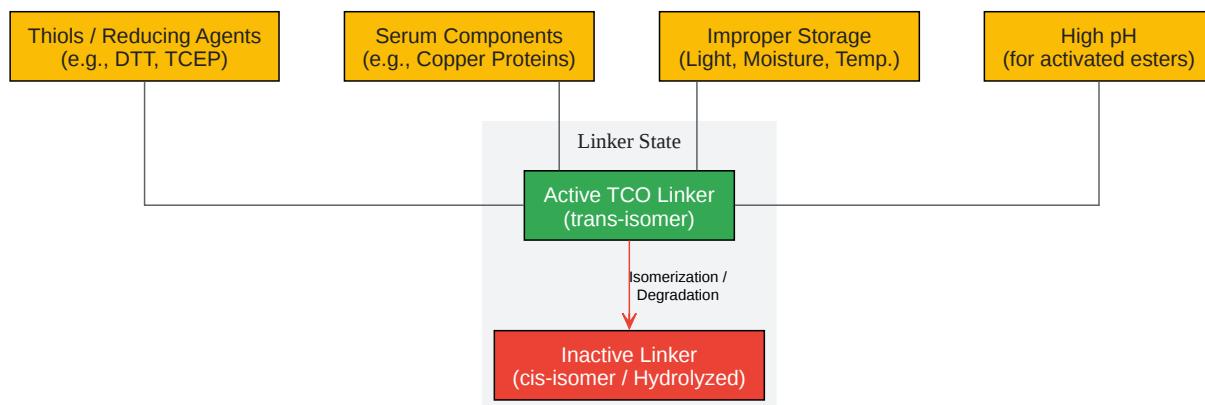 Thiols / Reducing Agents
(e.g., DTT, TCEP)
Serum Components
(e.g., Copper Proteins)
Improper Storage
(Light, Moisture, Temp.)
High pH
(for activated esters)
Linker State
Active TCO Linker
(trans-isomer)
Isomerization /
Degradation
Inactive Linker
(cis-isomer / Hydrolyzed)